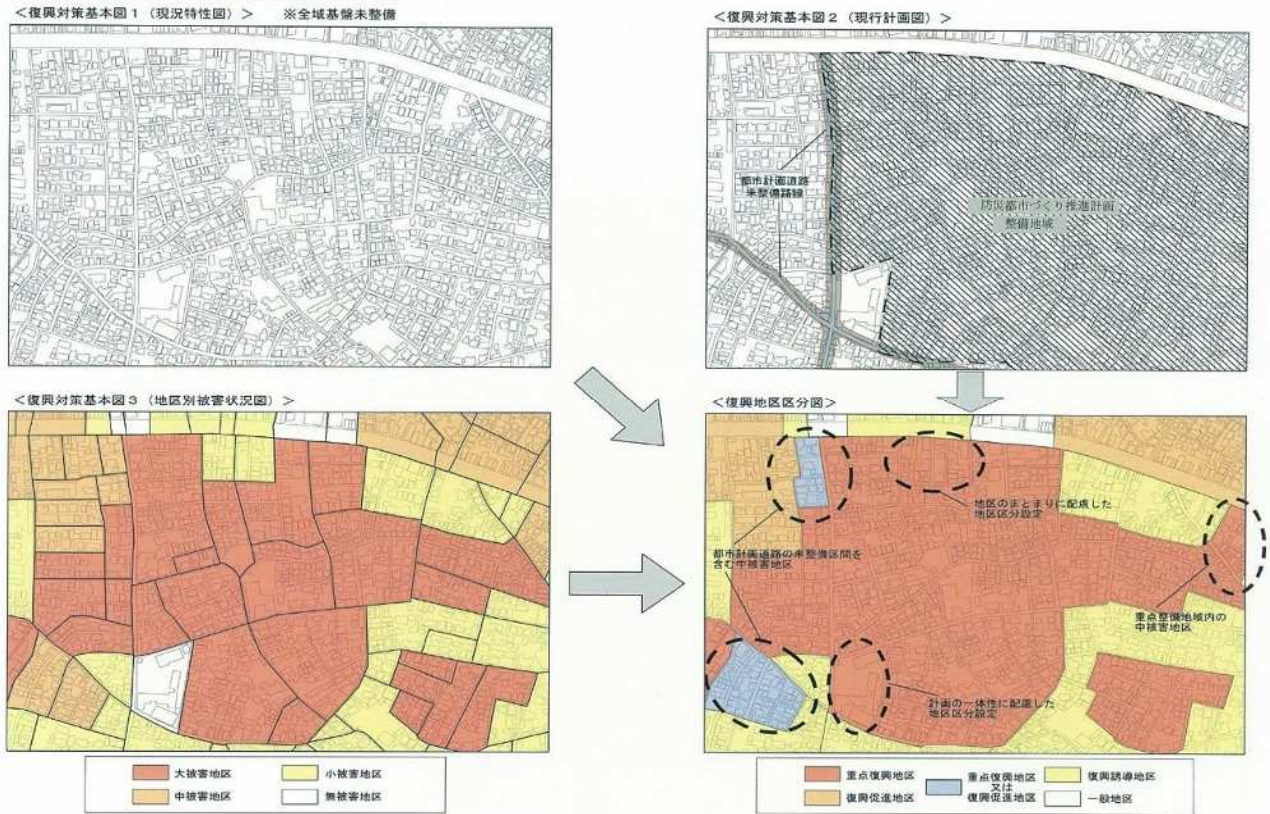 ＜復興対策基本図１（現況特性図）＞　※全域基盤未整備
＜復興対策基本図２（現行計画図）＞
都市計画道路
未整備路線
防災都市づくり推進計画
整備地域
＜復興対策基本図３（地区別被害状況図）＞
＜復興地区区分図＞
地区のまとまりに配慮した
地区区分設定
都市計画道路の未整備区間を
含む中被害地区
重点整備地域内の
中被害地区
計画の一体性に配慮した
地区区分設定
大被害地区
小被害地区
中被害地区
無被害地区
重点復興地区
重点復興地区
又は
復興促進地区
復興誘導地区
復興促進地区
一般地区